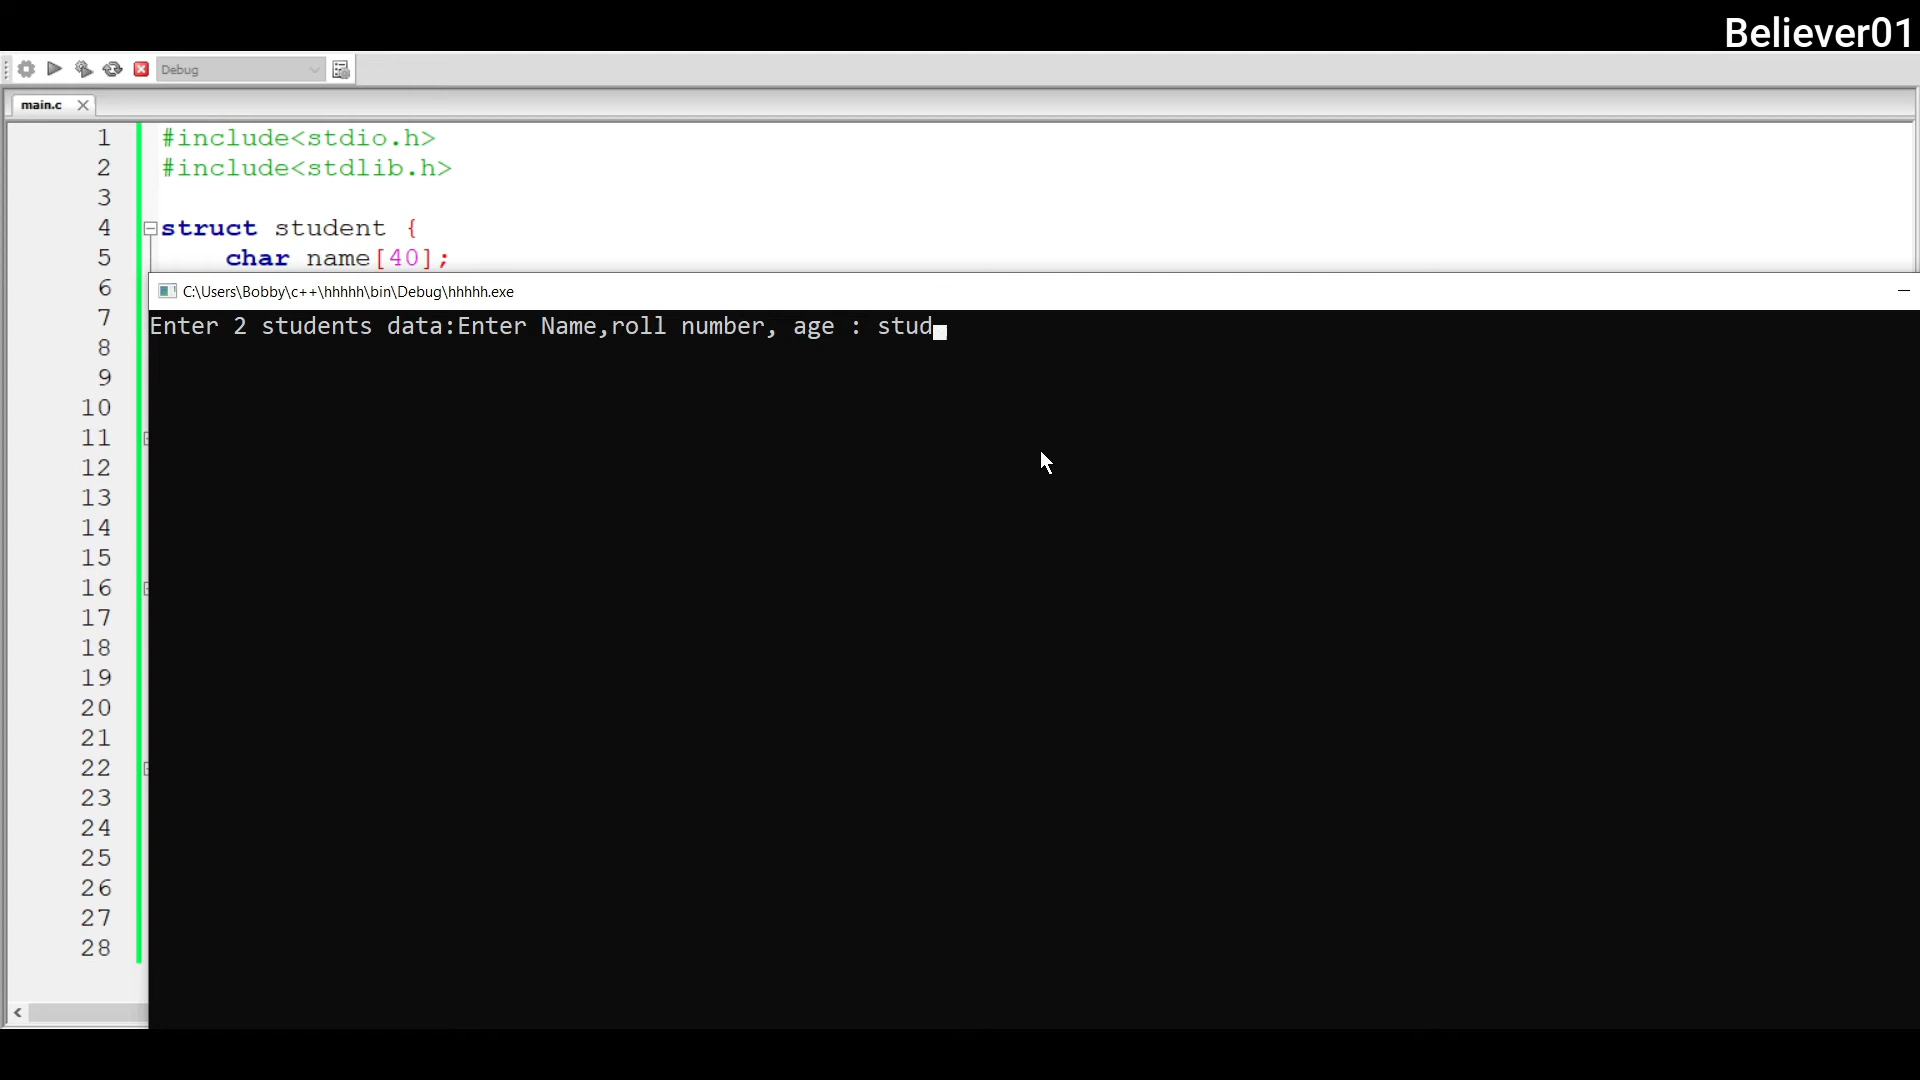 Believer01
Debug
main.c
1 #include<stdio.h>
2 #include<stdlib.h>
3
4 struct student {
5 char name[40];
6
C:\Users\Bobby\c++\hhhhh\bin\Debug\hhhhh.exe
7 Enter 2 students data:Enter Name,roll number, age : stud
8
9
10
11
12
13
14
15
16
17
18
19
20
21
22
23
24
25
26
27
28